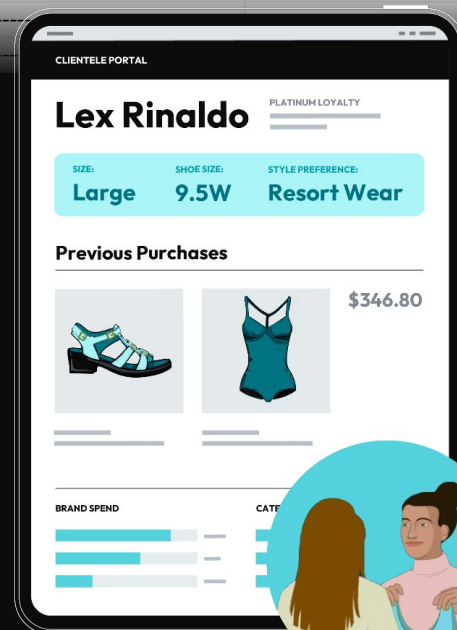 CLIENTELE PORTAL
Lex Rinaldo
PLATINUM LOYALTY
SIZE: SHOE SIZE: STYLE PREFERENCE:
Large 9.5W Resort Wear
Previous Purchases
$346.80
BRAND SPEND